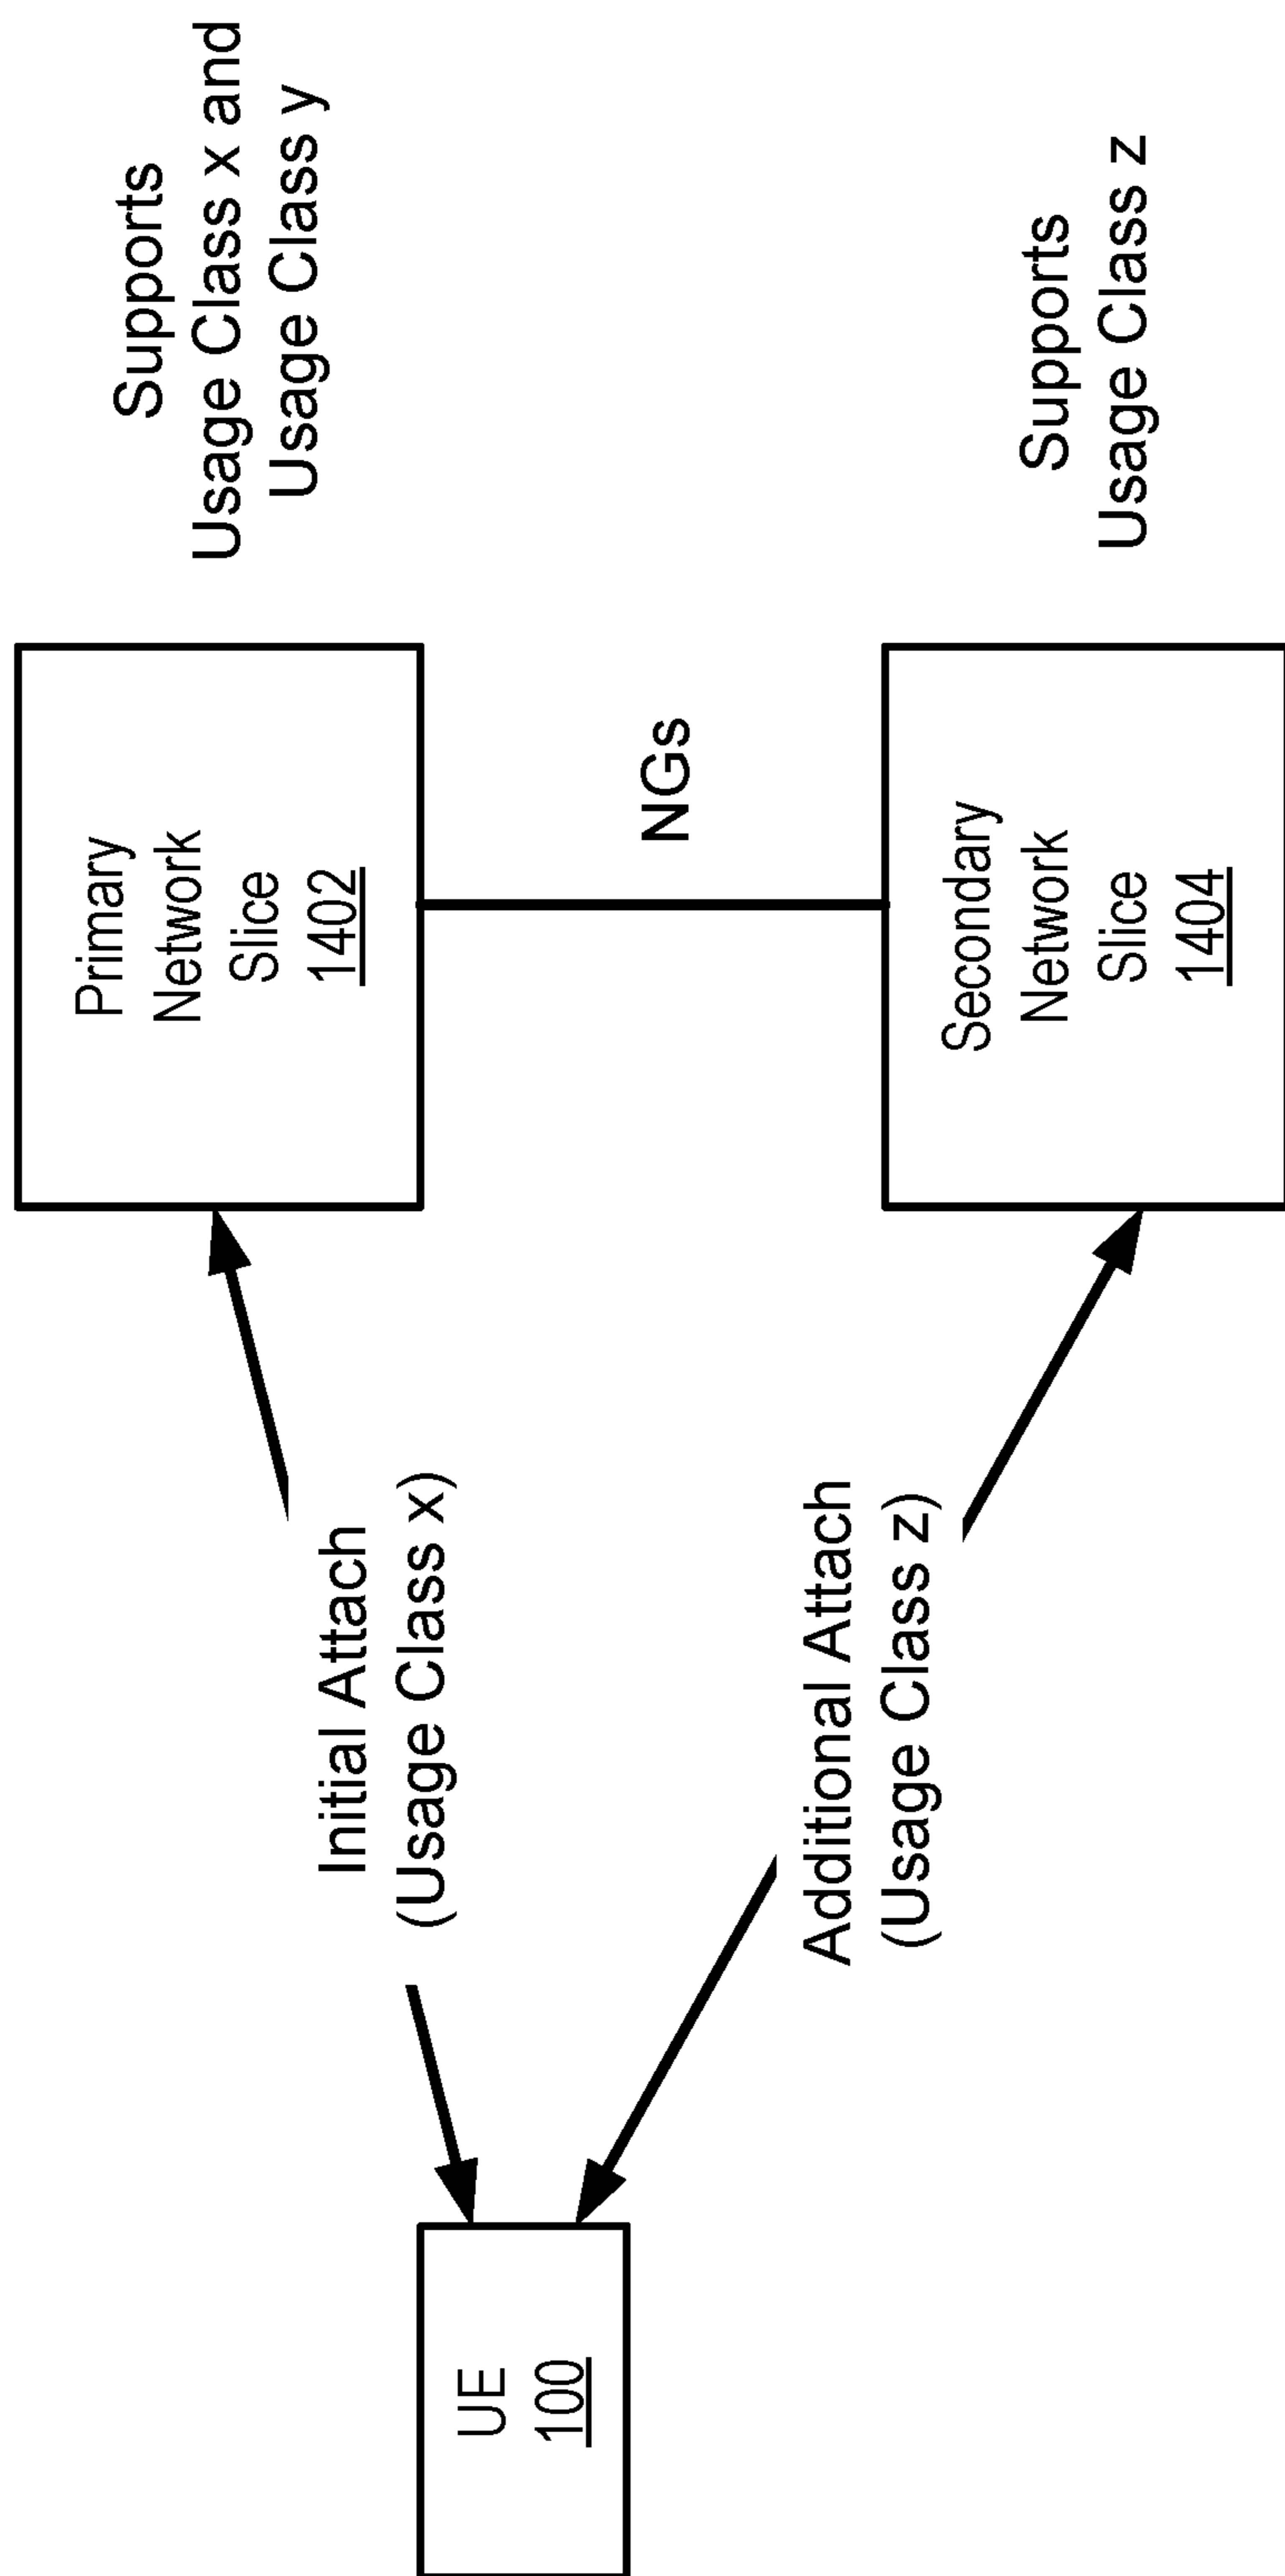 UE
100
Initial Attach
(Usage Class x)
Additional Attach
(Usage Class z)
Primary
Network
Slice
1402
NGs
Secondary
Network
Slice
1404
Supports
Usage Class x and
Usage Class y
Supports
Usage Class z